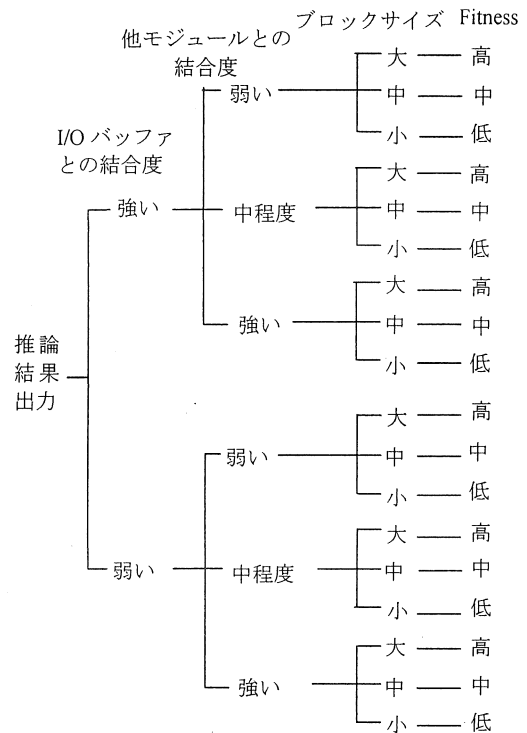 ブロックサイズ Fitness
他モジュールとの
結合度
I/O バッファ
との結合度
推論
結果
出力
強い
弱い
大 高
中 中
小 低
中程度
大 高
中 中
小 低
強い
大 高
中 中
小 低
弱い
弱い
大 高
中 中
小 低
中程度
大 高
中 中
小 低
強い
大 高
中 中
小 低